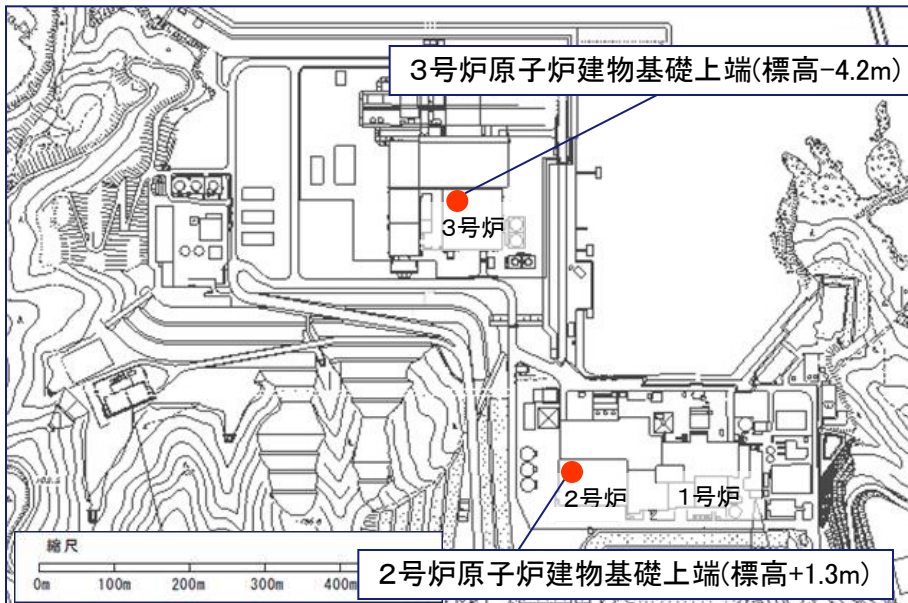 3号炉原子炉建物基礎上端(標高−4.2m)
3号炉
2号炉
1号炉
縮尺
0m 100m 200m 300m 400m
2号炉原子炉建物基礎上端(標高+1.3m)